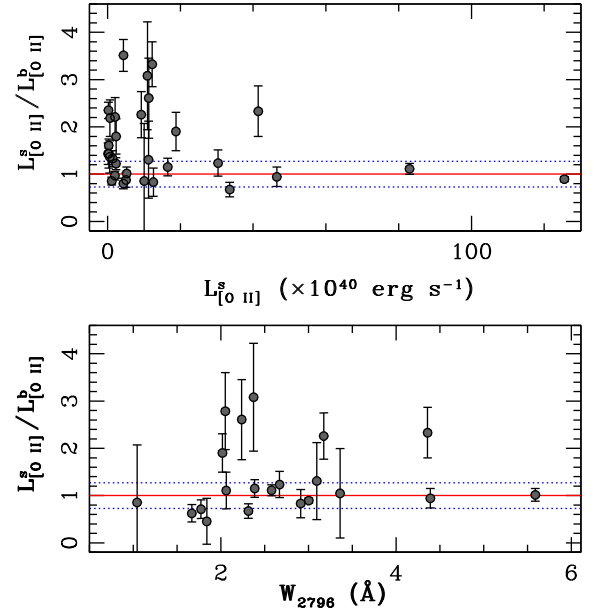 4
3
2
1
0
L^s_[O II]/L^b_[O II]
0 100
L^s_[O II] (×10^40 erg s^−1)
4
3
2
1
0
L^s_[O II]/L^b_[O II]
2 4 6
W_2796 (Å)